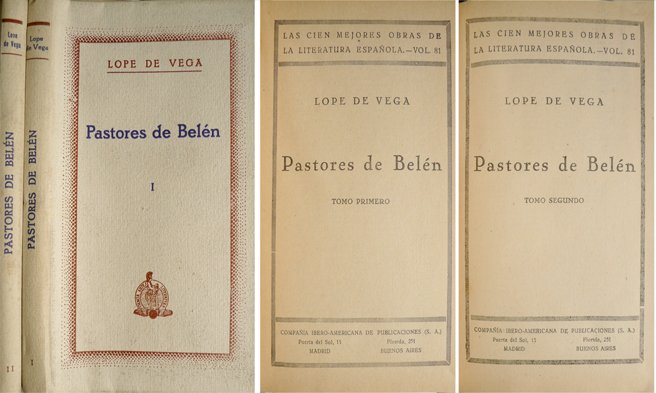 Lope
de Vega
PASTORES DE BELÉN
II
Lope
de Vega
PASTORES DE BELÉN
I
LOPE DE VEGA
Pastores de Belén
I
LAS CIEN MEJORES OBRAS DE
LA LITERATURA ESPAÑOLA.—VOL. 81
LOPE DE VEGA
Pastores de Belén
TOMO PRIMERO
COMPAÑÍA IBERO-AMERICANA DE PUBLICACIONES (S. A.)
Puerta del Sol, 15 Florida, 251
MADRID BUENOS AIRES
LAS CIEN MEJORES OBRAS DE
LA LITERATURA ESPAÑOLA.—VOL. 81
LOPE DE VEGA
Pastores de Belén
TOMO SEGUNDO
COMPAÑÍA IBERO-AMERICANA DE PUBLICACIONES (S. A.)
Puerta del Sol, 15 Florida, 251
MADRID BUENOS AIRES